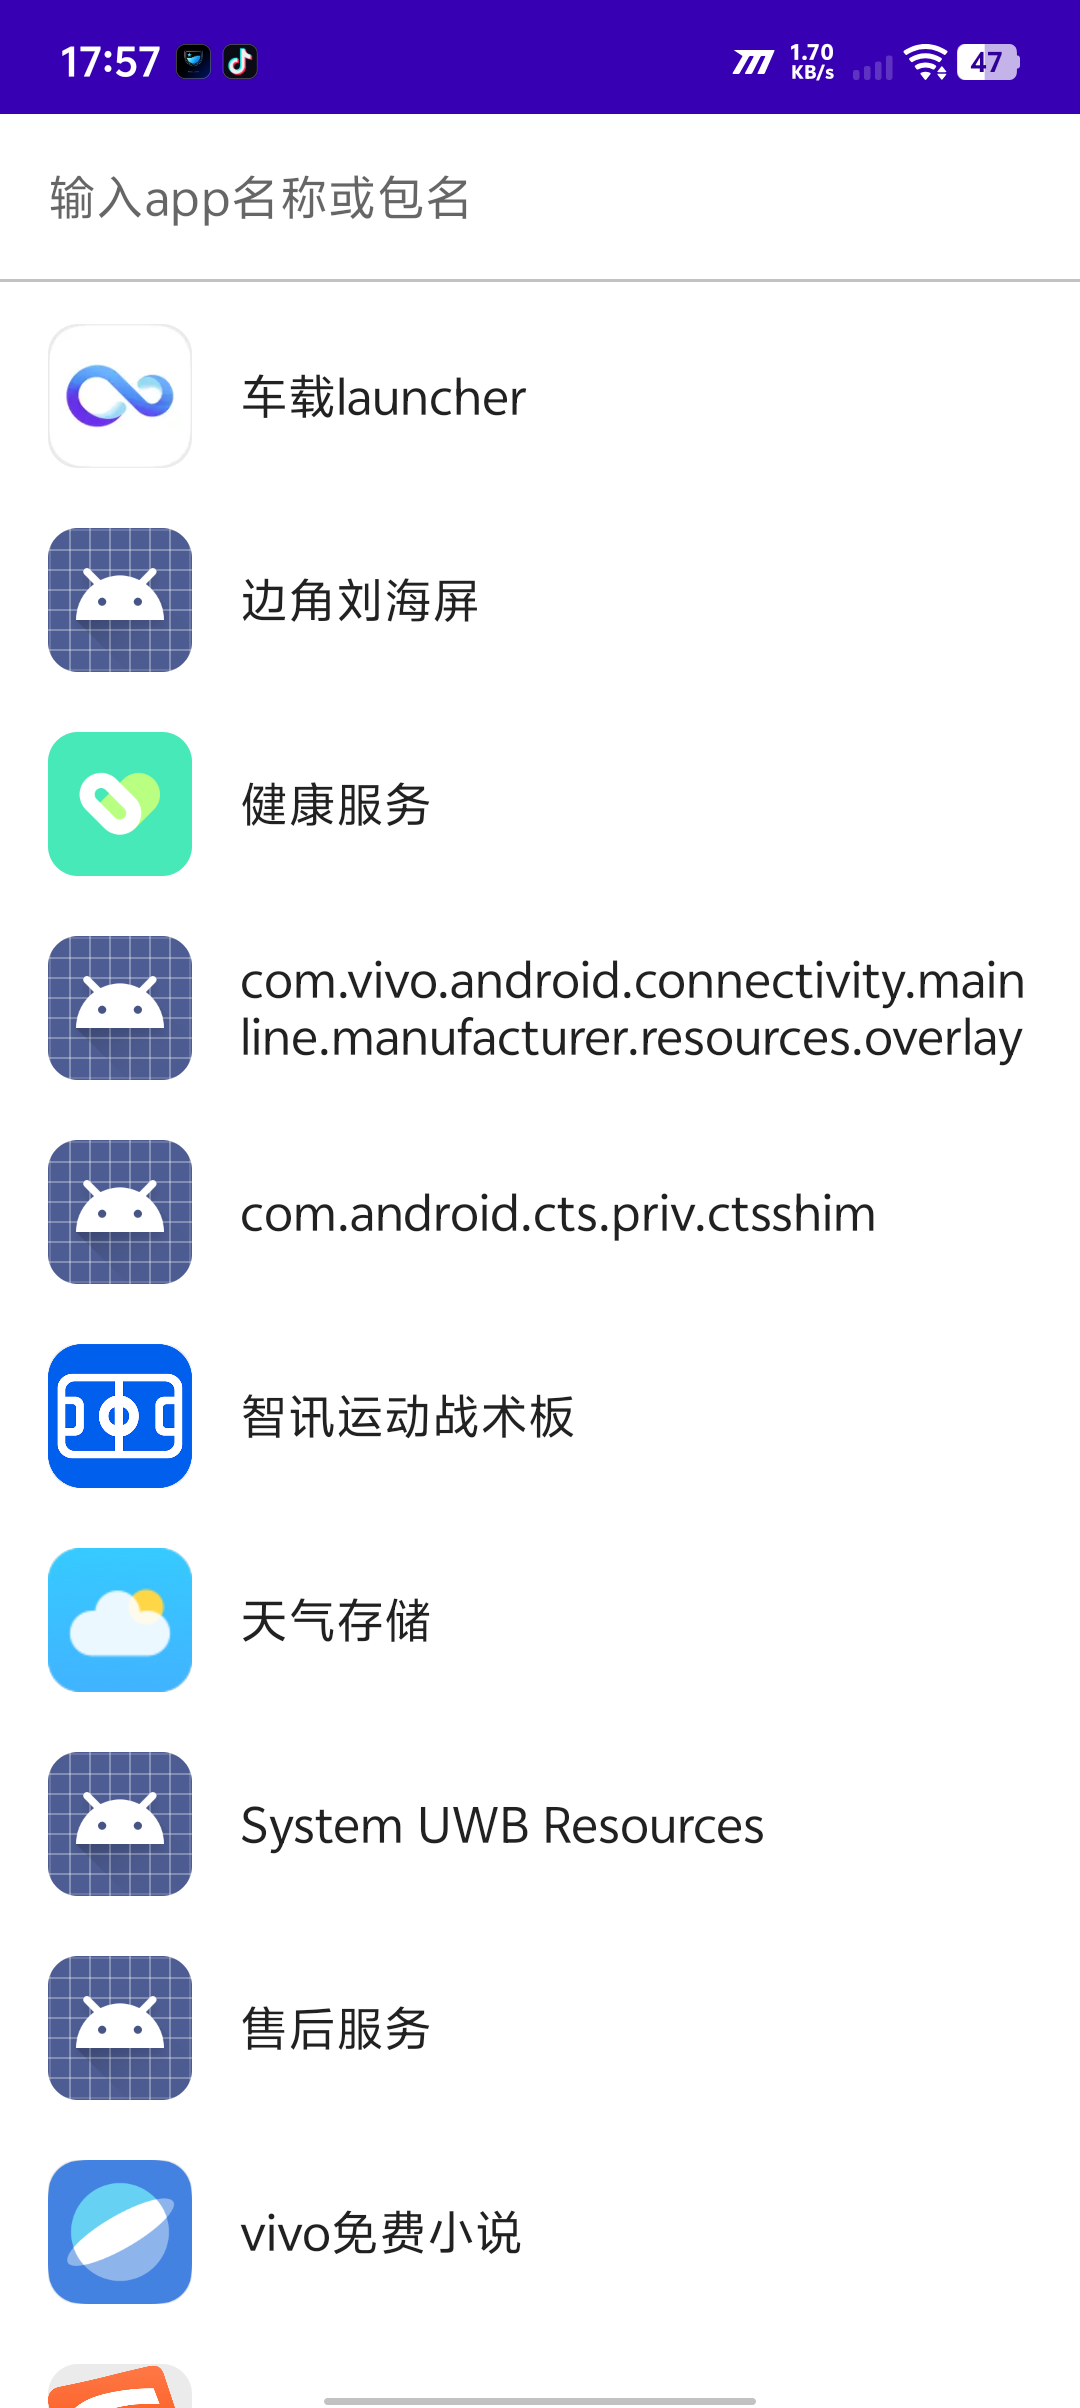 17:57
1.70
KB/s
47
输入app名称或包名
车载launcher
边角刘海屏
健康服务
com.vivo.android.connectivity.main
line.manufacturer.resources.overlay
com.android.cts.priv.ctsshim
智讯运动战术板
天气存储
System UWB Resources
售后服务
vivo免费小说